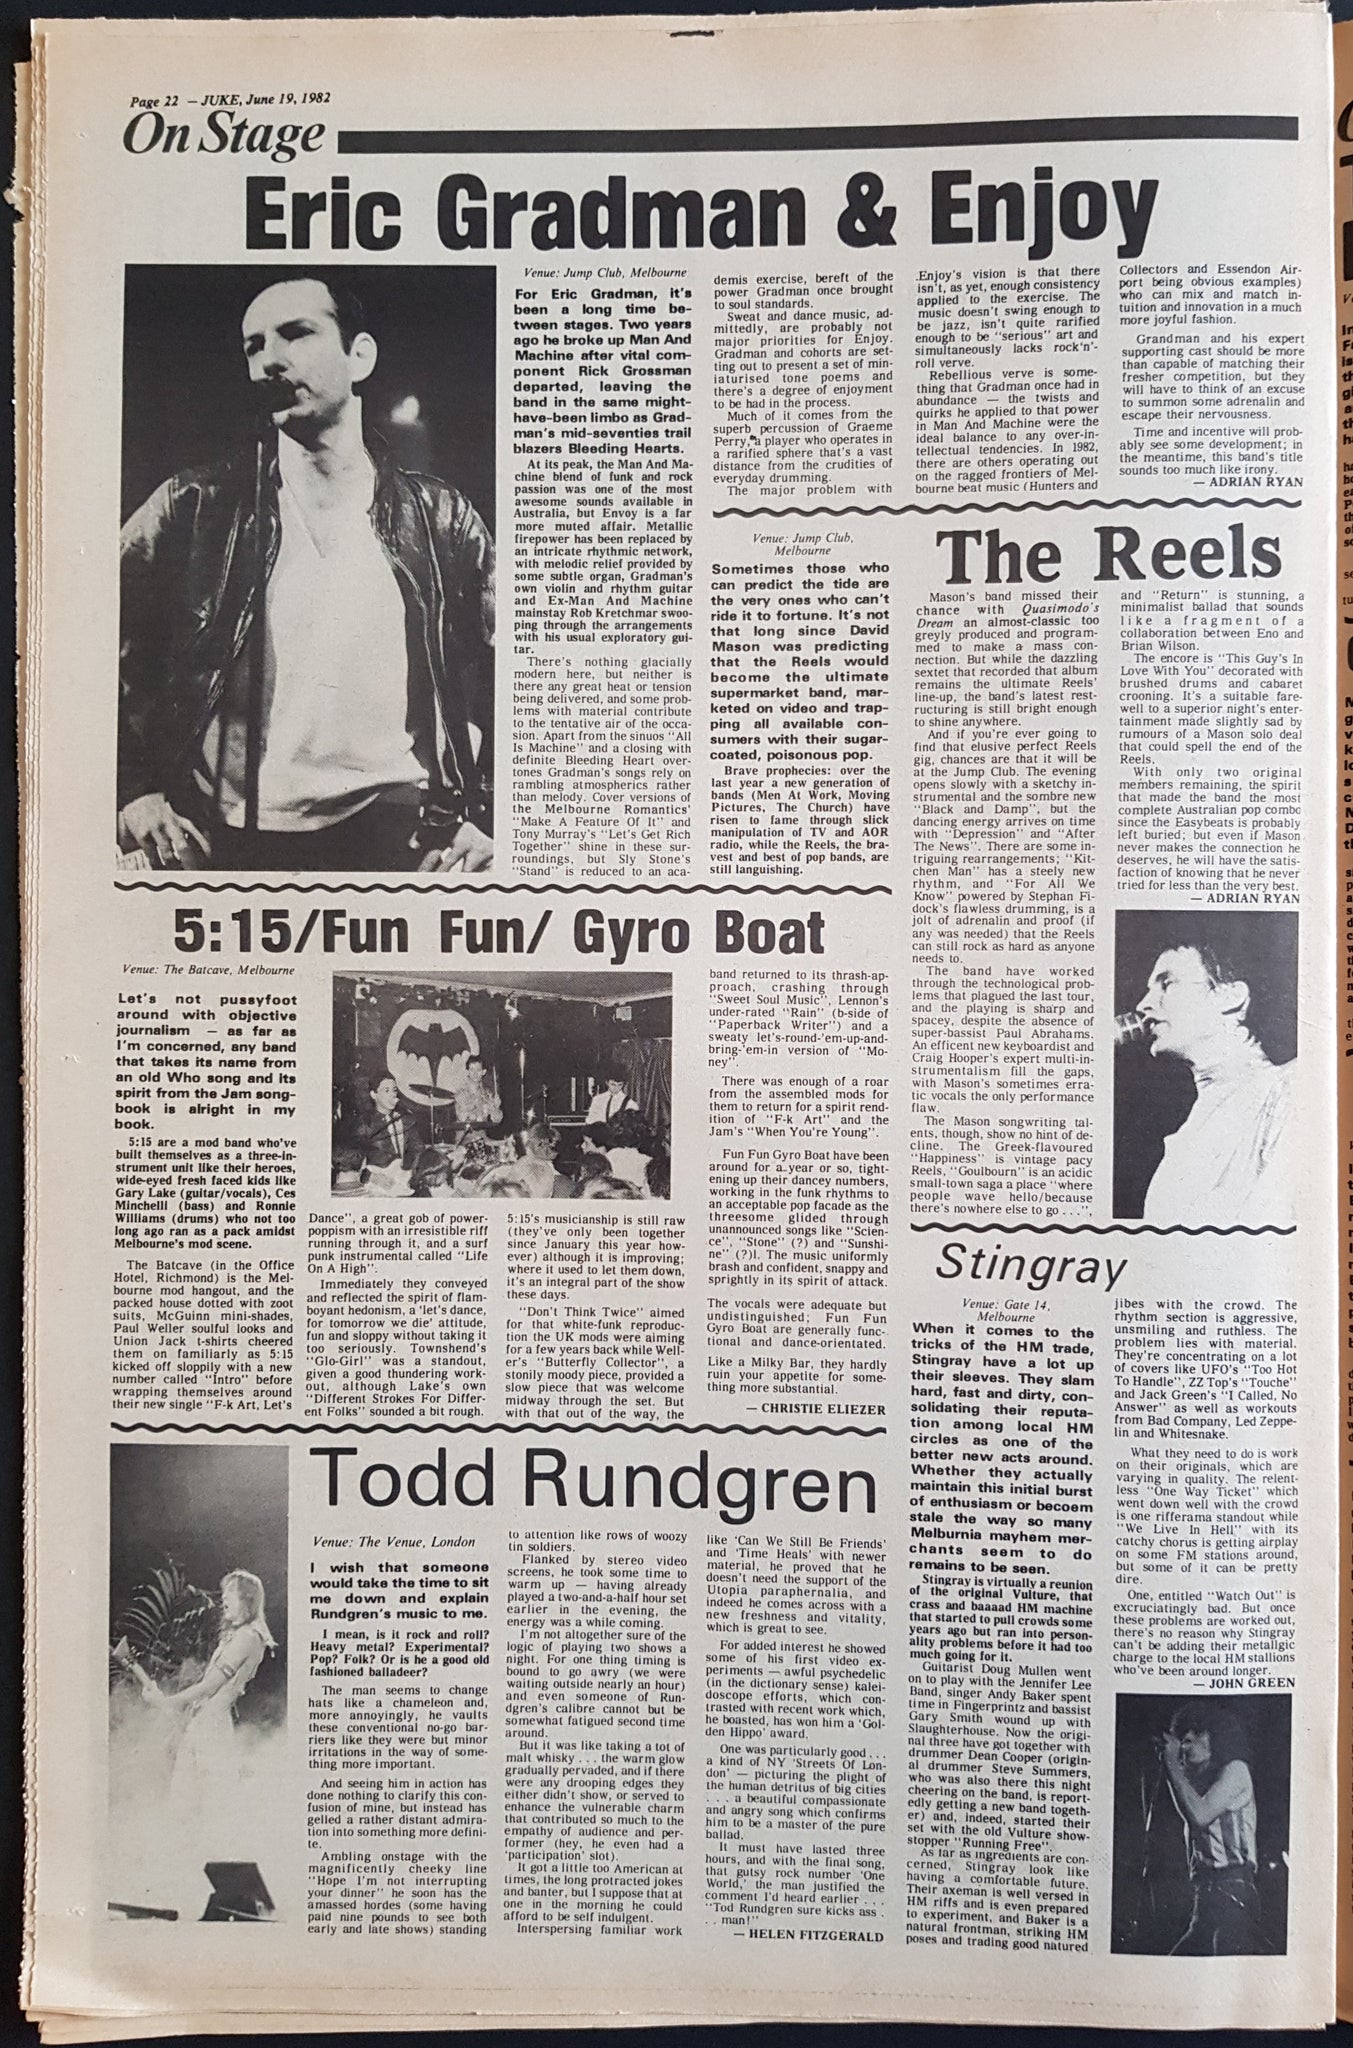 Page 22 — JUKE, June 19, 1982
On Stage
Eric Gradman & Enjoy
Venue: Jump Club, Melbourne
For Eric Gradman, it's
been a long time be-
tween stages. Two years
ago he broke up Man And
Machine after vital com-
ponent Rick Grossman
departed, leaving the
band in the same might-
have-been limbo as Grad-
man's mid-seventies trail
blazers Bleeding Hearts.
At its peak, the Man And Ma-
chine blend of funk and rock
passion was one of the most
awesome sounds available in
Australia, but Envoy is a far
more muted affair. Metallic
firepower has been replaced by
an intricate rhythmic network,
with melodic relief provided by
some subtle organ, Gradman's
own violin and rhythm guitar
and Ex-Man And Machine
mainstay Rob Kretchmar swoo-
ping through the arrangements
with his usual exploratory gui-
tar.
There's nothing glacially
modern here, but neither is
there any great heat or tension
being delivered, and some prob-
lems with material contribute
to the tentative air of the occa-
sion. Apart from the sinuos "All
Is Machine" and a closing with
definite Bleeding Heart over-
tones Gradman's songs rely on
rambling atmospherics rather
than melody. Cover versions of
the Melbourne Romantics'
"Make A Feature Of It" and
Tony Murray's "Let's Get Rich
Together" shine in these sur-
roundings, but Sly Stone's
"Stand" is reduced to an aca-
demis exercise, bereft of the
power Gradman once brought
to soul standards.
Sweat and dance music, ad-
mittedly, are probably not
major priorities for Enjoy.
Gradman and cohorts are set-
ting out to present a set of min-
iaturised tone poems and
there's a degree of enjoyment
to be had in the process.
Much of it comes from the
superb percussion of Graeme
Perry, a player who operates in
a rarified sphere that's a vast
distance from the crudities of
everyday drumming.
The major problem with
Enjoy's vision is that there
isn't, as yet, enough consistency
applied to the exercise. The
music doesn't swing enough to
be jazz, isn't quite rarified
enough to be "serious" art and
simultaneously lacks rock'n'-
roll verve.
Rebellious verve is some-
thing that Gradman once had in
abundance — the twists and
quirks he applied to that power
in Man And Machine were the
ideal balance to any over-in-
tellectual tendencies. In 1982,
there are others operating out
on the ragged frontiers of Mel-
bourne beat music (Hunters and
Collectors and Essendon Air-
port being obvious examples)
who can mix and match in-
tuition and innovation in a much
more joyful fashion.
Grandman and his expert
supporting cast should be more
than capable of matching their
fresher competition, but they
will have to think of an excuse
to summon some adrenalin and
escape their nervousness.
Time and incentive will prob-
ably see some development; in
the meantime, this band's title
sounds too much like irony.
— ADRIAN RYAN
The Reels
Venue: Jump Club,
Melbourne
Sometimes those who
can predict the tide are
the very ones who can't
ride it to fortune. It's not
that long since David
Mason was predicting
that the Reels would
become the ultimate
supermarket band, mar-
keted on video and trap-
ping all available con-
sumers with their sugar-
coated, poisonous pop.
Brave prophecies: over the
last year a new generation of
bands (Men At Work, Moving
Pictures, The Church) have
risen to fame through slick
manipulation of TV and AOR
radio, while the Reels, the bra-
vest and best of pop bands, are
still languishing.
Mason's band missed their
chance with Quasimodo's
Dream an almost-classic too
greyly produced and program-
med to make a mass con-
nection. But while the dazzling
sextet that recorded that album
remains the ultimate Reels'
line-up, the band's latest rest-
ructuring is still bright enough
to shine anywhere.
And if you're ever going to
find that elusive perfect Reels
gig, chances are that it will be
at the Jump Club. The evening
opens slowly with a sketchy in-
strumental and the sombre new
"Black and Damp", but the
dancing energy arrives on time
with "Depression" and "After
The News". There are some in-
triguing rearrangements; "Kit-
chen Man" has a steely new
rhythm, and "For All We
Know" powered by Stephan Fi-
dock's flawless drumming, is a
jolt of adrenalin and proof (if
any was needed) that the Reels
can still rock as hard as anyone
needs to.
The band have worked
through the technological prob-
lems that plagued the last tour,
and the playing is sharp and
spacey, despite the absence of
super-bassist Paul Abrahams.
An efficent new keyboardist and
Craig Hooper's expert multi-in-
strumentalism fill the gaps,
with Mason's sometimes erra-
tic vocals the only performance
flaw.
The Mason songwriting tal-
ents, though, show no hint of de-
cline. The Greek-flavoured
"Happiness" is vintage pacy
Reels, "Goulbourn" is an acidic
small-town saga a place "where
people wave hello/because
there's nowhere else to go . . .",
and "Return" is stunning, a
minimalist ballad that sounds
like a fragment of a
collaboration between Eno and
Brian Wilson.
The encore is "This Guy's In
Love With You" decorated with
brushed drums and cabaret
crooning. It's a suitable fare-
well to a superior night's enter-
tainment made slightly sad by
rumours of a Mason solo deal
that could spell the end of the
Reels.
With only two original
members remaining, the spirit
that made the band the most
complete Australian pop combo
since the Easybeats is probably
left buried; but even if Mason
never makes the connection he
deserves, he will have the satis-
faction of knowing that he never
tried for less than the very best.
— ADRIAN RYAN
5:15/Fun Fun/ Gyro Boat
Venue: The Batcave, Melbourne
Let's not pussyfoot
around with objective
journalism — as far as
I'm concerned, any band
that takes its name from
an old Who song and its
spirit from the Jam song-
book is alright in my
book.
5:15 are a mod band who've
built themselves as a three-in-
strument unit like their heroes,
wide-eyed fresh faced kids like
Gary Lake (guitar/vocals), Ces
Minchelli (bass) and Ronnie
Williams (drums) who not too
long ago ran as a pack amidst
Melbourne's mod scene.
The Batcave (in the Office
Hotel, Richmond) is the Mel-
bourne mod hangout, and the
packed house dotted with zoot
suits, McGuinn mini-shades,
Paul Weller soulful looks and
Union Jack t-shirts cheered
them on familiarly as 5:15
kicked off sloppily with a new
number called "Intro" before
wrapping themselves around
their new single "F-k Art, Let's
Dance", a great gob of power-
poppism with an irresistible riff
running through it, and a surf
punk instrumental called "Life
On A High".
Immediately they conveyed
and reflected the spirit of flam-
boyant hedonism, a 'let's dance,
for tomorrow we die' attitude,
fun and sloppy without taking it
too seriously. Townshend's
"Glo-Girl" was a standout,
given a good thundering work-
out, although Lake's own
"Different Strokes For Differ-
ent Folks" sounded a bit rough.
5:15's musicianship is still raw
(they've only been together
since January this year how-
ever) although it is improving;
where it used to let them down,
it's an integral part of the show
these days.
"Don't Think Twice" aimed
for that white-funk reproduc-
tion the UK mods were aiming
for a few years back while Well-
er's "Butterfly Collector", a
stonily moody piece, provided a
slow piece that was welcome
midway through the set. But
with that out of the way, the
band returned to its thrash-ap-
proach, crashing through
"Sweet Soul Music", Lennon's
under-rated "Rain" (b-side of
"Paperback Writer") and a
sweaty let's-round-'em-up-and-
bring-'em-in version of "Mo-
ney".
There was enough of a roar
from the assembled mods for
them to return for a spirit rend-
ition of "F-k Art" and the
Jam's "When You're Young".
Fun Fun Gyro Boat have been
around for a year or so, tight-
ening up their dancey numbers,
working in the funk rhythms to
an acceptable pop facade as the
threesome glided through
unannounced songs like "Scien-
ce", "Stone" (?) and "Sunshi-
ne" (?)l. The music uniformly
brash and confident, snappy and
sprightly in its spirit of attack.
The vocals were adequate but
undistinguished; Fun Fun
Gyro Boat are generally func-
tional and dance-orientated.
Like a Milky Bar, they hardly
ruin your appetite for some-
thing more substantial.
— CHRISTIE ELIEZER
Stingray
Venue: Gate 14,
Melbourne
When it comes to the
tricks of the HM trade,
Stingray have a lot up
their sleeves. They slam
hard, fast and dirty, con-
solidating their reputa-
tion among local HM
circles as one of the
better new acts around.
Whether they actually
maintain this initial burst
of enthusiasm or becoem
stale the way so many
Melburnia mayhem mer-
chants seem to do
remains to be seen.
Stingray is virtually a reunion
of the original Vulture, that
crass and baaaad HM machine
that started to pull crowds some
years ago but ran into person-
ality problems before it had too
much going for it.
Guitarist Doug Mullen went
on to play with the Jennifer Lee
Band, singer Andy Baker spent
time in Fingerprintz and bassist
Gary Smith wound up with
Slaughterhouse. Now the origi-
nal three have got together with
drummer Dean Cooper (origin-
al drummer Steve Summers,
who was also there this night
cheering on the band, is report-
edly getting a new band togeth-
er) and, indeed, started their
set with the old Vulture show-
stopper "Running Free".
As far as ingredients are con-
cerned, Stingray look like
having a comfortable future.
Their axeman is well versed in
HM riffs and is even prepared
to experiment, and Baker is a
natural frontman, striking HM
poses and trading good natured
jibes with the crowd. The
rhythm section is aggressive,
unsmiling and ruthless. The
problem lies with material.
They're concentrating on a lot
of covers like UFO's "Too Hot
To Handle", ZZ Top's "Touche"
and Jack Green's "I Called, No
Answer" as well as workouts
from Bad Company, Led Zeppe-
lin and Whitesnake.
What they need to do is work
on their originals, which are
varying in quality. The relent-
less "One Way Ticket" which
went down well with the crowd
is one rifferama standout while
"We Live In Hell" with its
catchy chorus is getting airplay
on some FM stations around,
but some of it can be pretty
dire.
One, entitled "Watch Out" is
excruciatingly bad. But once
these problems are worked out,
there's no reason why Stingray
can't be adding their metallgic
charge to the local HM stallions
who've been around longer.
— JOHN GREEN
Todd Rundgren
Venue: The Venue, London
I wish that someone
would take the time to sit
me down and explain
Rundgren's music to me.
I mean, is it rock and roll?
Heavy metal? Experimental?
Pop? Folk? Or is he a good old
fashioned balladeer?
The man seems to change
hats like a chameleon and,
more annoyingly, he vaults
these conventional no-go bar-
riers like they were but minor
irritations in the way of some-
thing more important.
And seeing him in action has
done nothing to clarify this con-
fusion of mine, but instead has
gelled a rather distant admira-
tion into something more defini-
te.
Ambling onstage with the
magnificently cheeky line
"Hope I'm not interrupting
your dinner" he soon has the
amassed hordes (some having
paid nine pounds to see both
early and late shows) standing
to attention like rows of woozy
tin soldiers.
Flanked by stereo video
screens, he took some time to
warm up — having already
played a two-and-a-half hour set
earlier in the evening, the
energy was a while coming.
I'm not altogether sure of the
logic of playing two shows a
night. For one thing timing is
bound to go awry (we were
waiting outside nearly an hour)
and even someone of Run-
dgren's calibre cannot but be
somewhat fatigued second time
around.
But it was like taking a tot of
malt whisky . . . the warm glow
gradually pervaded, and if there
were any drooping edges they
either didn't show, or served to
enhance the vulnerable charm
that contributed so much to the
empathy of audience and per-
former (hey, he even had a
'participation' slot).
It got a little too American at
times, the long protracted jokes
and banter, but I suppose that at
one in the morning he could
afford to be self indulgent.
Interspersing familiar work
like 'Can We Still Be Friends'
and 'Time Heals' with newer
material, he proved that he
doesn't need the support of the
Utopia paraphernalia, and
indeed he comes across with a
new freshness and vitality,
which is great to see.
For added interest he showed
some of his first video ex-
periments — awful psychedelic
(in the dictionary sense) kalei-
doscope efforts, which con-
trasted with recent work which,
he boasted, has won him a 'Gol-
den Hippo' award.
One was particularly good . . .
a kind of NY 'Streets Of Lon-
don' — picturing the plight of
the human detritus of big cities
. . . a beautiful compassionate
and angry song which confirms
him to be a master of the pure
ballad.
It must have lasted three
hours, and with the final song,
that gutsy rock number 'One
World,' the man justified the
comment I'd heard earlier . . .
"Tod Rundgren sure kicks ass .
. . man!"
— HELEN FITZGERALD